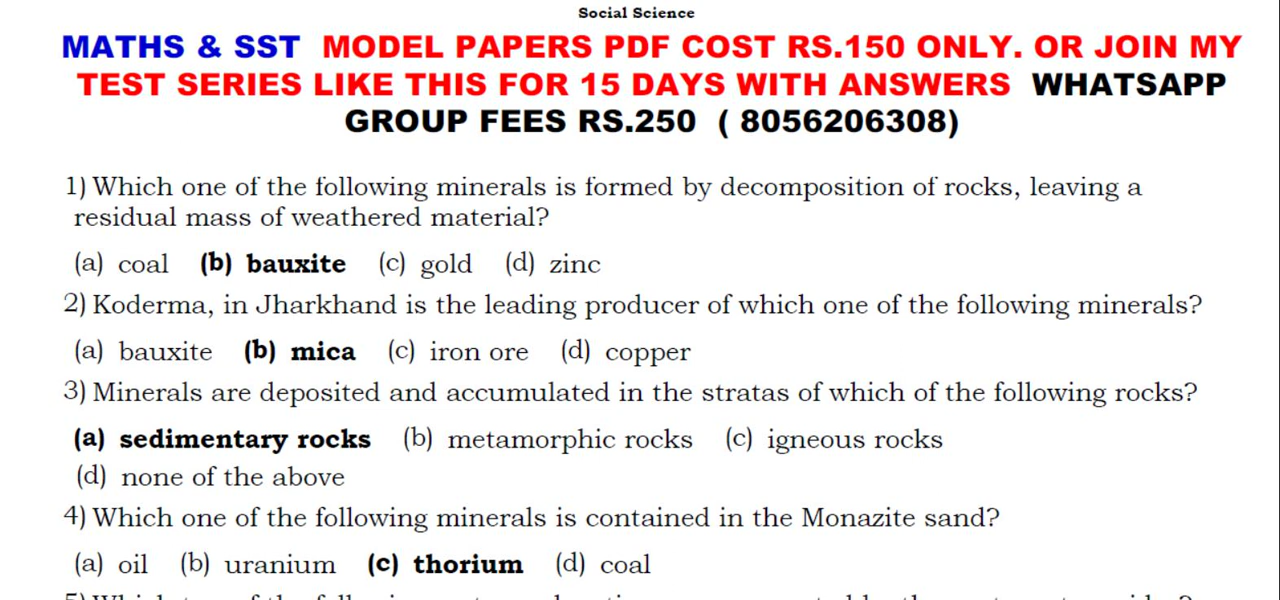 Social Science
MATHS & SST MODEL PAPERS PDF COST RS.150 ONLY. OR JOIN MY
TEST SERIES LIKE THIS FOR 15 DAYS WITH ANSWERS WHATSAPP
GROUP FEES RS.250 ( 8056206308)
1) Which one of the following minerals is formed by decomposition of rocks, leaving a
residual mass of weathered material?
(a) coal (b) bauxite (c) gold (d) zinc
2) Koderma, in Jharkhand is the leading producer of which one of the following minerals?
(a) bauxite (b) mica (c) iron ore (d) copper
3) Minerals are deposited and accumulated in the stratas of which of the following rocks?
(a) sedimentary rocks (b) metamorphic rocks (c) igneous rocks
(d) none of the above
4) Which one of the following minerals is contained in the Monazite sand?
(a) oil (b) uranium (c) thorium (d) coal